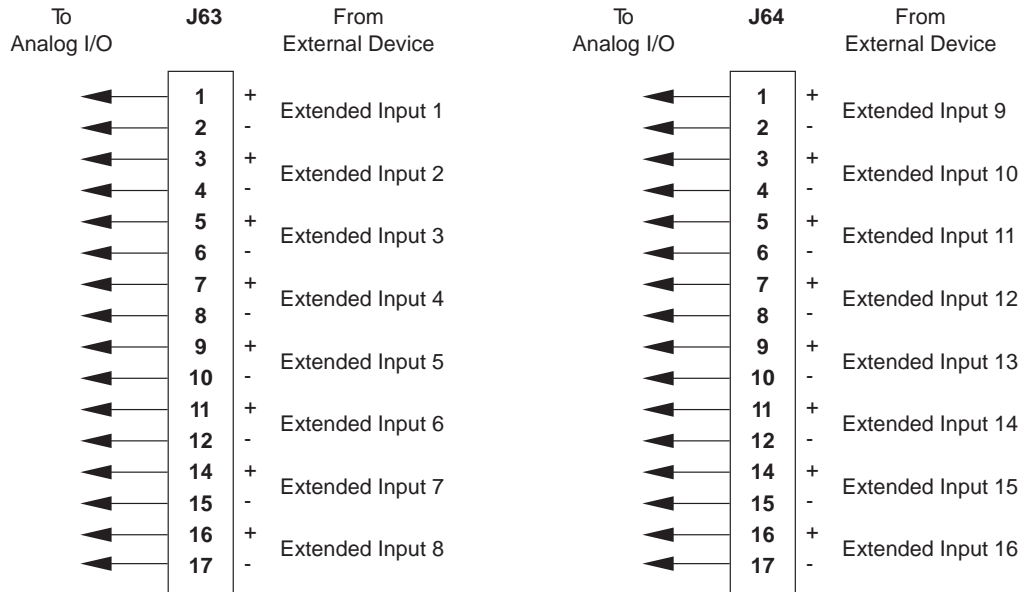 To J63 From
Analog I/O External Device
1 +
Extended Input 1
2 -
3 +
Extended Input 2
4 -
5 +
Extended Input 3
6 -
7 +
Extended Input 4
8 -
9 +
Extended Input 5
10 -
11 +
Extended Input 6
12 -
14 +
Extended Input 7
15 -
16 +
Extended Input 8
17 -
To J64 From
Analog I/O External Device
1 +
Extended Input 9
2 -
3 +
Extended Input 10
4 -
5 +
Extended Input 11
6 -
7 +
Extended Input 12
8 -
9 +
Extended Input 13
10 -
11 +
Extended Input 14
12 -
14 +
Extended Input 15
15 -
16 +
Extended Input 16
17 -